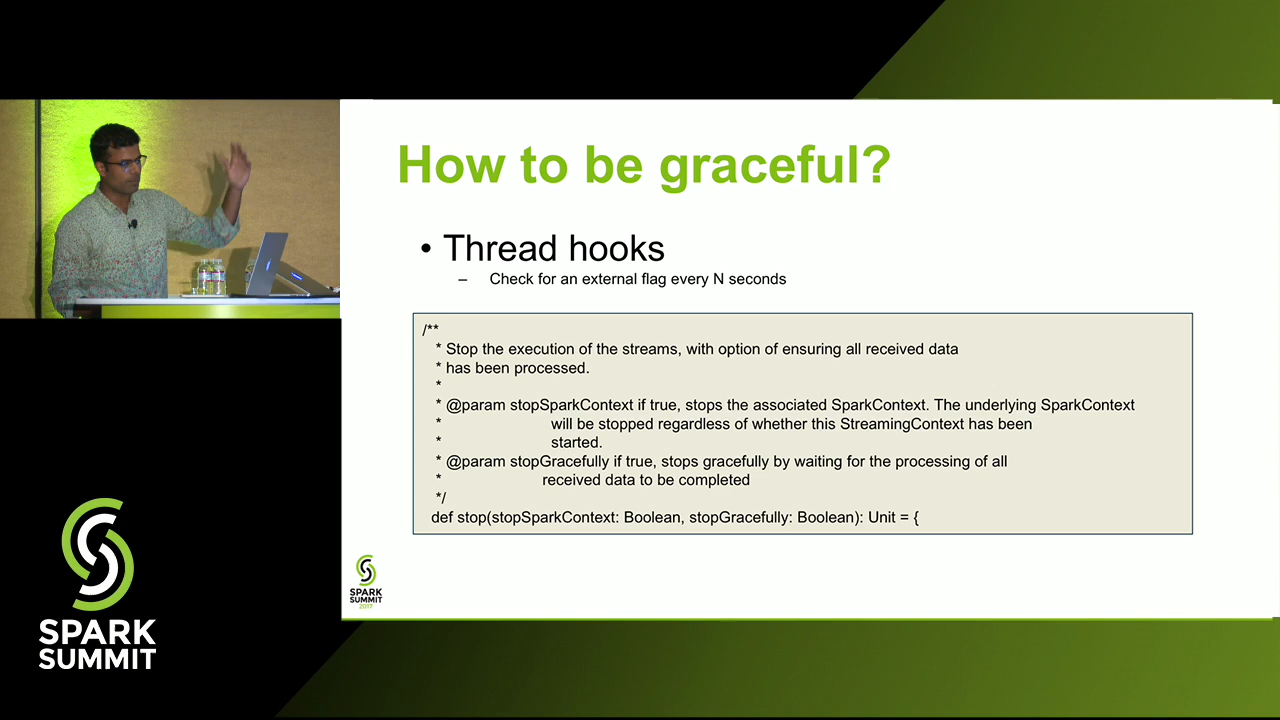 How to be graceful?
• Thread hooks
– Check for an external flag every N seconds
/**
* Stop the execution of the streams, with option of ensuring all received data
* has been processed.
*
* @param stopSparkContext if true, stops the associated SparkContext. The underlying SparkContext
* will be stopped regardless of whether this StreamingContext has been
* started.
* @param stopGracefully if true, stops gracefully by waiting for the processing of all
* received data to be completed
*/
def stop(stopSparkContext: Boolean, stopGracefully: Boolean): Unit = {
SPARK
SUMMIT
2017
SPARK
SUMMIT